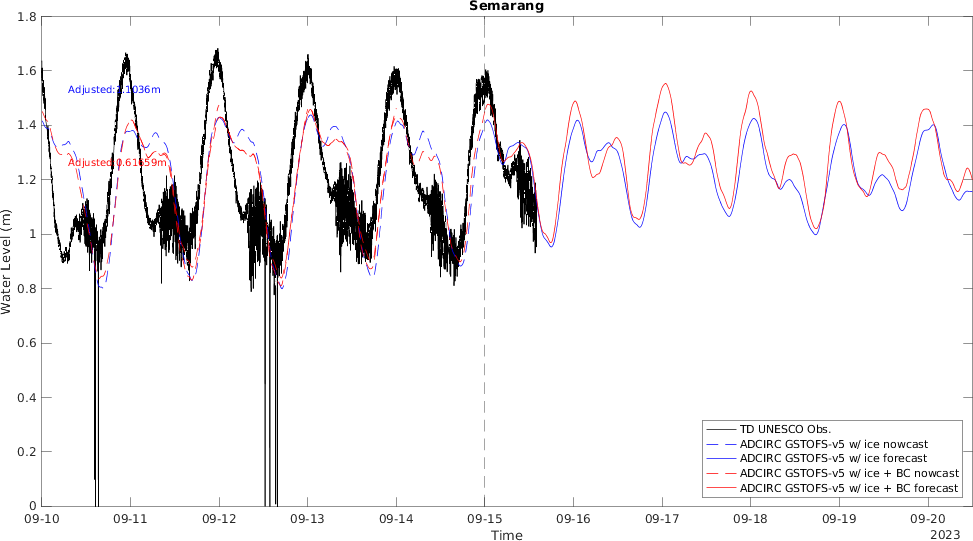 Semarang
1.8
1.6
1.4
1.2
1
0.8
0.6
0.4
0.2
0
Water Level (m)
Adjusted: 1.1036m
Adjusted: 0.61659m
TD UNESCO Obs.
ADCIRC GSTOFS-v5 w/ ice nowcast
ADCIRC GSTOFS-v5 w/ ice forecast
ADCIRC GSTOFS-v5 w/ ice + BC nowcast
ADCIRC GSTOFS-v5 w/ ice + BC forecast
09-10 09-11 09-12 09-13 09-14 09-15 09-16 09-17 09-18 09-19 09-20
2023
Time